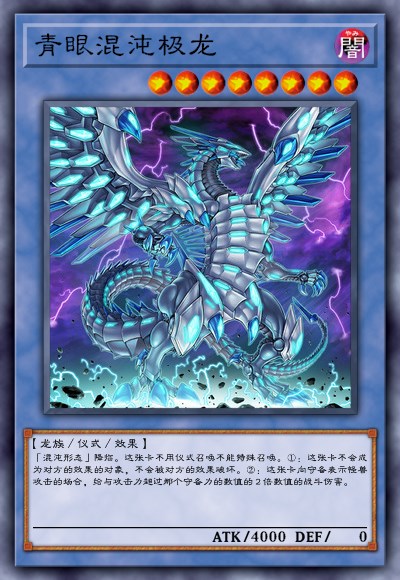 青眼混沌极龙
やみ
闇
【龙族／仪式／效果】
「混沌形态」降临。这张卡不用仪式召唤不能特殊召唤。①：这张卡不会成
为对方的效果的对象，不会被对方的效果破坏。②：这张卡向守备表示怪兽
攻击的场合，给与攻击力超过那个守备力的数值的２倍数值的战斗伤害。
ATK/4000 DEF/ 0